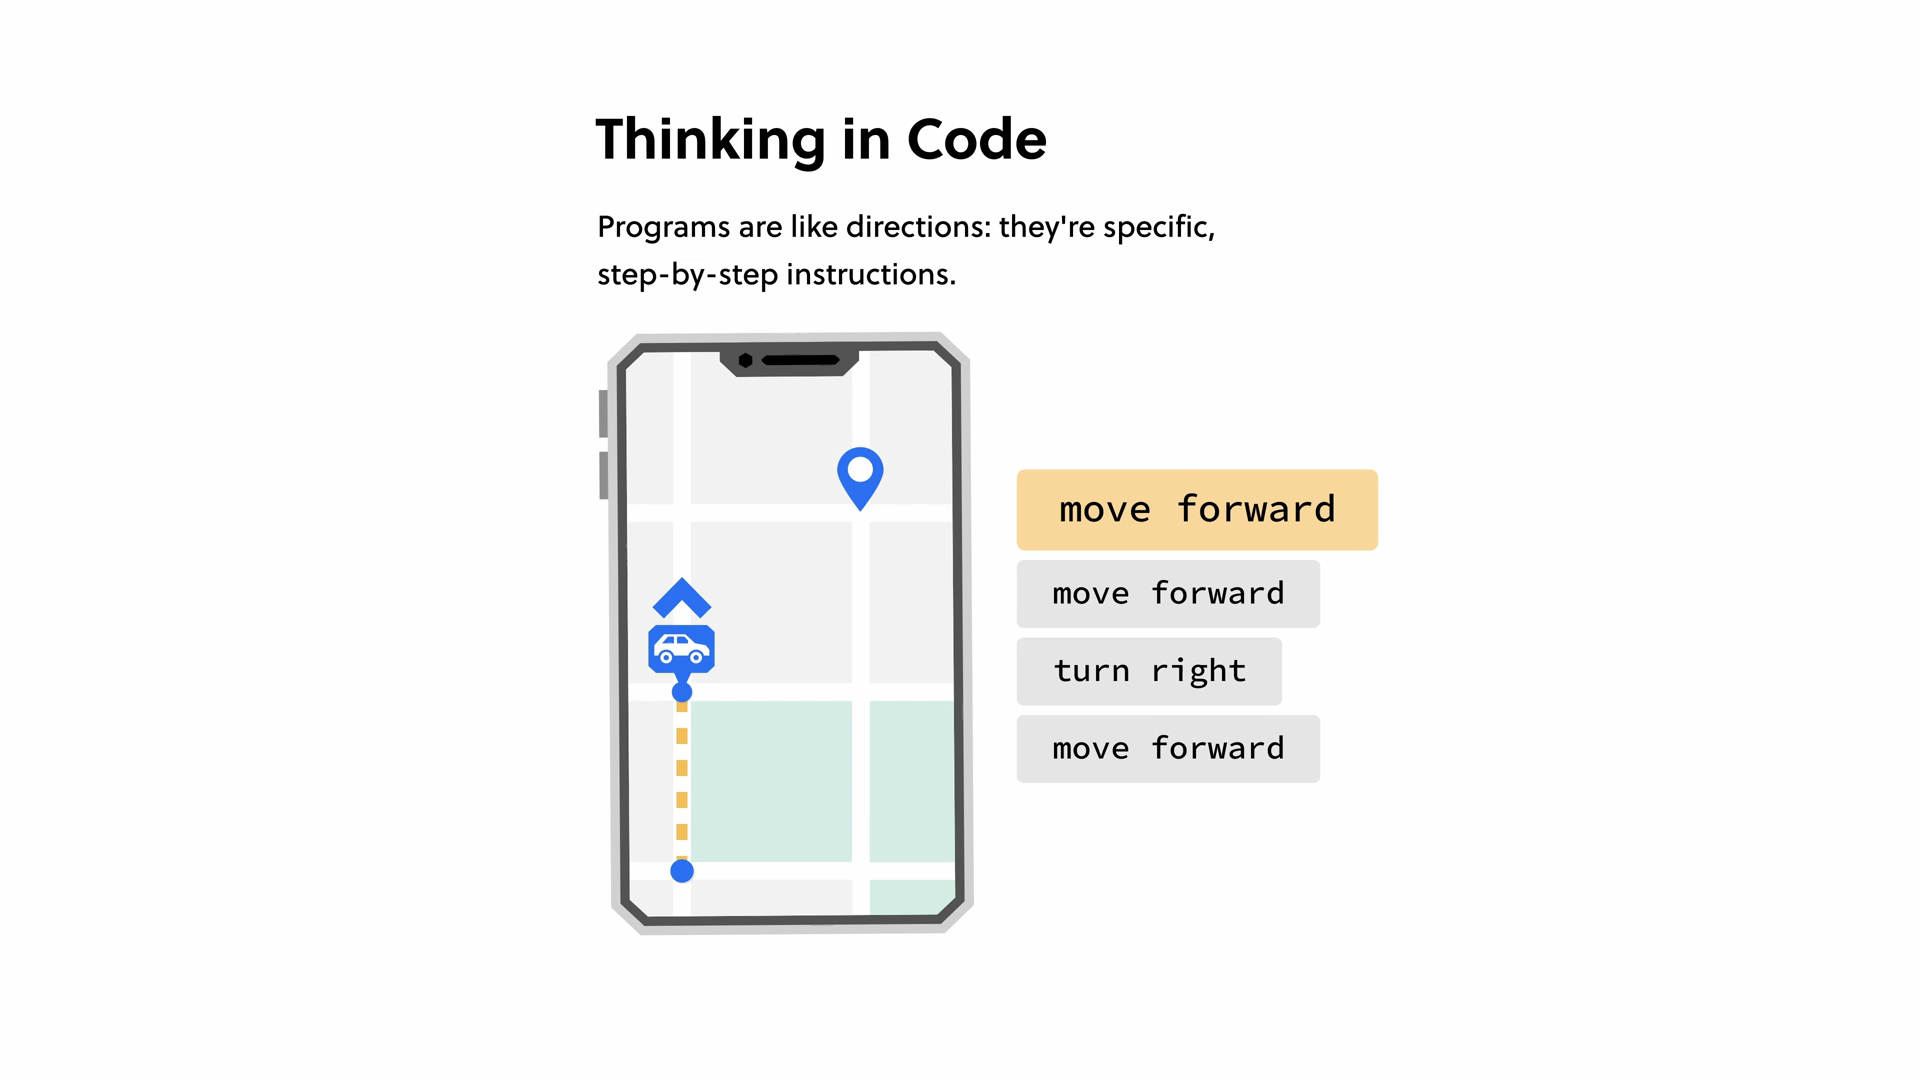 Thinking in Code
Programs are like directions: they're specific,
step-by-step instructions.
move forward
move forward
turn right
move forward